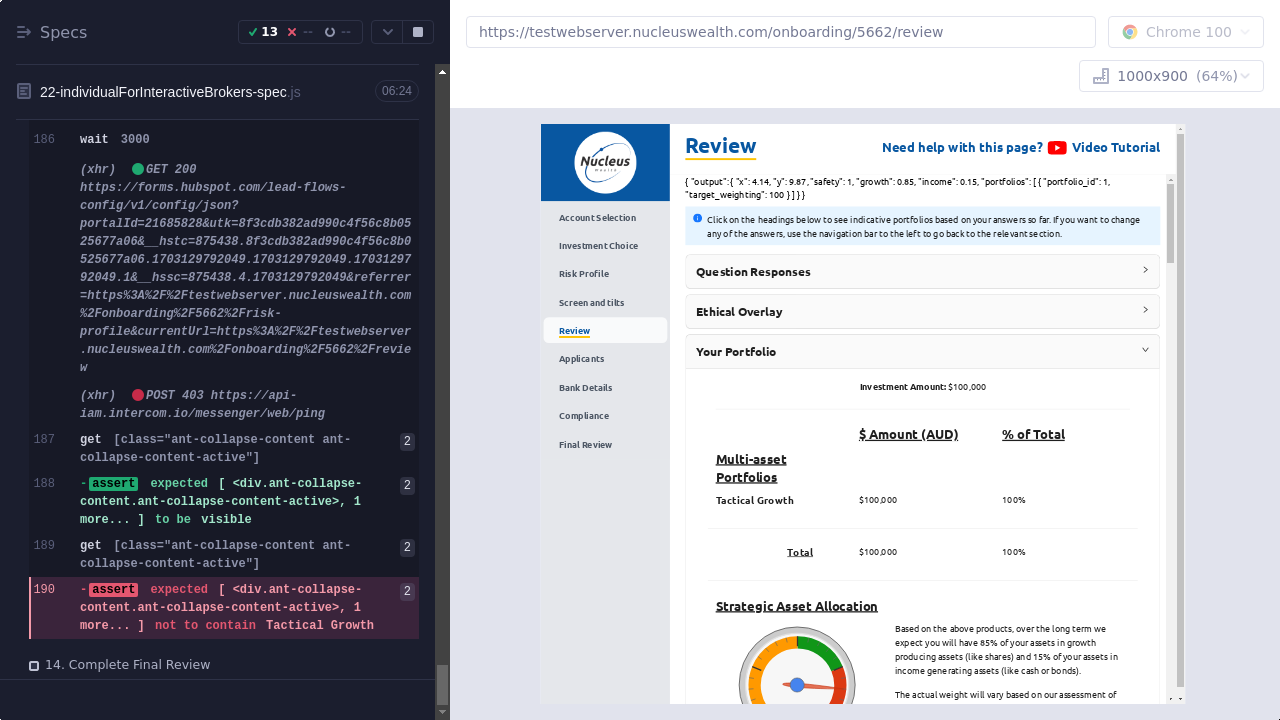 Specs
13
--
--
22-individualForInteractiveBrokers-spec.js
06:24
186 wait 3000
(xhr) GET 200
https://forms.hubspot.com/lead-flows-
config/v1/config/json?
portalId=21685828&utk=8f3cdb382ad990c4f56c8b05
25677a06&__hstc=875438.8f3cdb382ad990c4f56c8b0
525677a06.1703129792049.1703129792049.17031297
92049.1&__hssc=875438.4.1703129792049&referrer
=https%3A%2F%2Ftestwebserver.nucleuswealth.com
%2Fonboarding%2F5662%2Frisk-
profile&currentUrl=https%3A%2F%2Ftestwebserver
.nucleuswealth.com%2Fonboarding%2F5662%2Frevie
w
(xhr) POST 403 https://api-
iam.intercom.io/messenger/web/ping
187 get [class="ant-collapse-content ant-
collapse-content-active"] 2
188 -assert expected [ <div.ant-collapse-
content.ant-collapse-content-active>, 1
more... ] to be visible 2
189 get [class="ant-collapse-content ant-
collapse-content-active"] 2
190 -assert expected [ <div.ant-collapse-
content.ant-collapse-content-active>, 1
more... ] not to contain Tactical Growth 2
14. Complete Final Review
https://testwebserver.nucleuswealth.com/onboarding/5662/review
Chrome 100
1000x900 (64%)
Nucleus
Wealth
Account Selection
Investment Choice
Risk Profile
Screen and tilts
Review
Applicants
Bank Details
Compliance
Final Review
Review
Need help with this page? Video Tutorial
{ "output": { "x": 4.14, "y": 9.87, "safety": 1, "growth": 0.85, "income": 0.15, "portfolios": [ { "portfolio_id": 1,
"target_weighting": 100 } ] } }
Click on the headings below to see indicative portfolios based on your answers so far. If you want to change
any of the answers, use the navigation bar to the left to go back to the relevant section.
Question Responses
Ethical Overlay
Your Portfolio
Investment Amount: $100,000
$ Amount (AUD) % of Total
Multi-asset
Portfolios
Tactical Growth $100,000 100%
Total $100,000 100%
Strategic Asset Allocation
Based on the above products, over the long term we
expect you will have 85% of your assets in growth
producing assets (like shares) and 15% of your assets in
income generating assets (like cash or bonds).
The actual weight will vary based on our assessment of